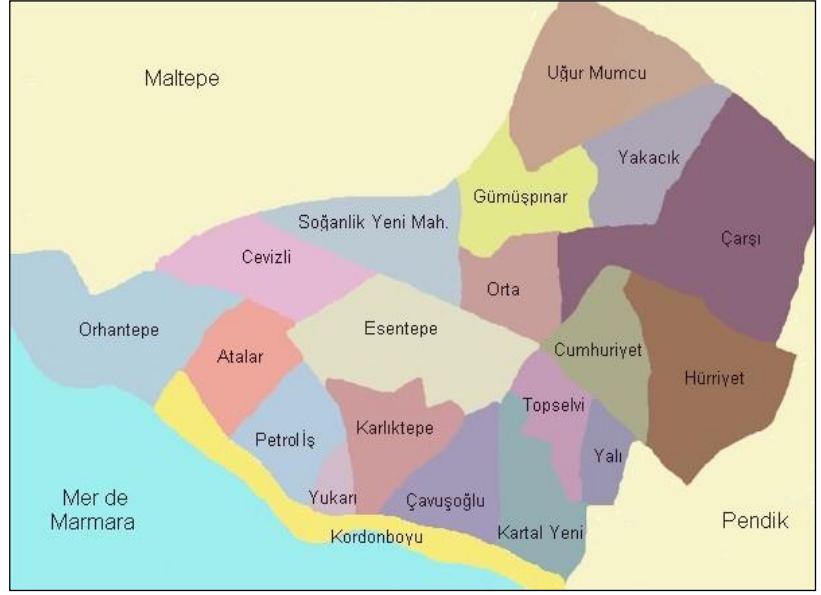 Uğur Mumcu
Maltepe
Yakacık
Gümüşpınar
Soğanlik Yeni Mah.
Çarşı
Cevizli
Orta
Orhantepe
Esentepe
Atalar
Cumhuriyet
Hürriyet
Topselvi
Karlıktepe
Petrol İş
Yalı
Mer de
Marmara
Yukarı
Çavuşoğlu
Pendik
Kordonboyu
Kartal Yeni